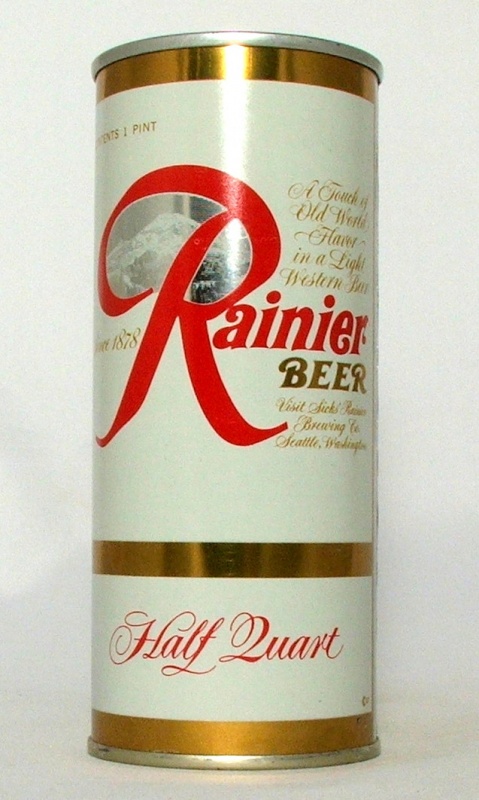 1 PINT
A Touch of
Old World
Flavor
in a Light
Western Beer
Rainier
since 1878
BEER
Visit Sicks' Rainier
Brewing Co.
Seattle, Washington
Half Quart